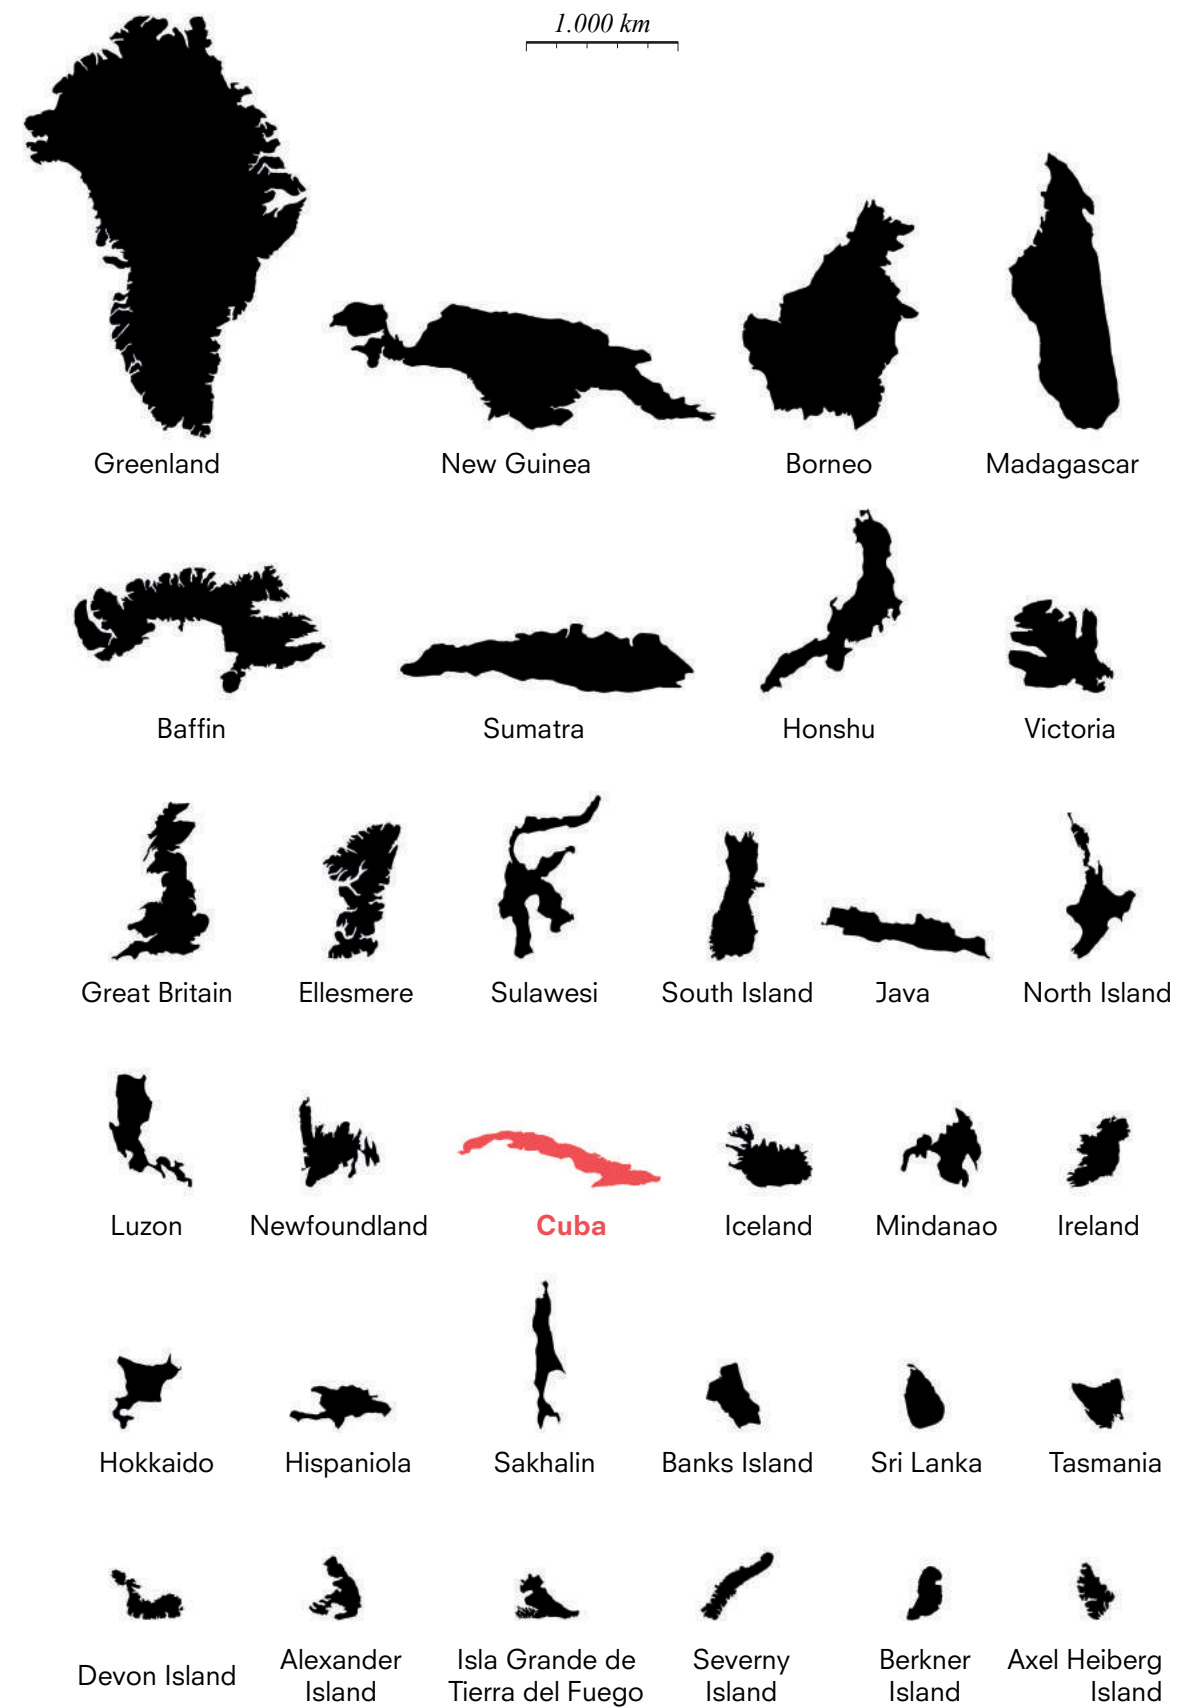 1.000 km
Greenland
New Guinea
Borneo
Madagascar
Baffin
Sumatra
Honshu
Victoria
Great Britain
Ellesmere
Sulawesi
South Island
Java
North Island
Luzon
Newfoundland
Cuba
Iceland
Mindanao
Ireland
Hokkaido
Hispaniola
Sakhalin
Banks Island
Sri Lanka
Tasmania
Devon Island
Alexander
Island
Isla Grande de
Tierra del Fuego
Severny
Island
Berkner
Island
Axel Heiberg
Island